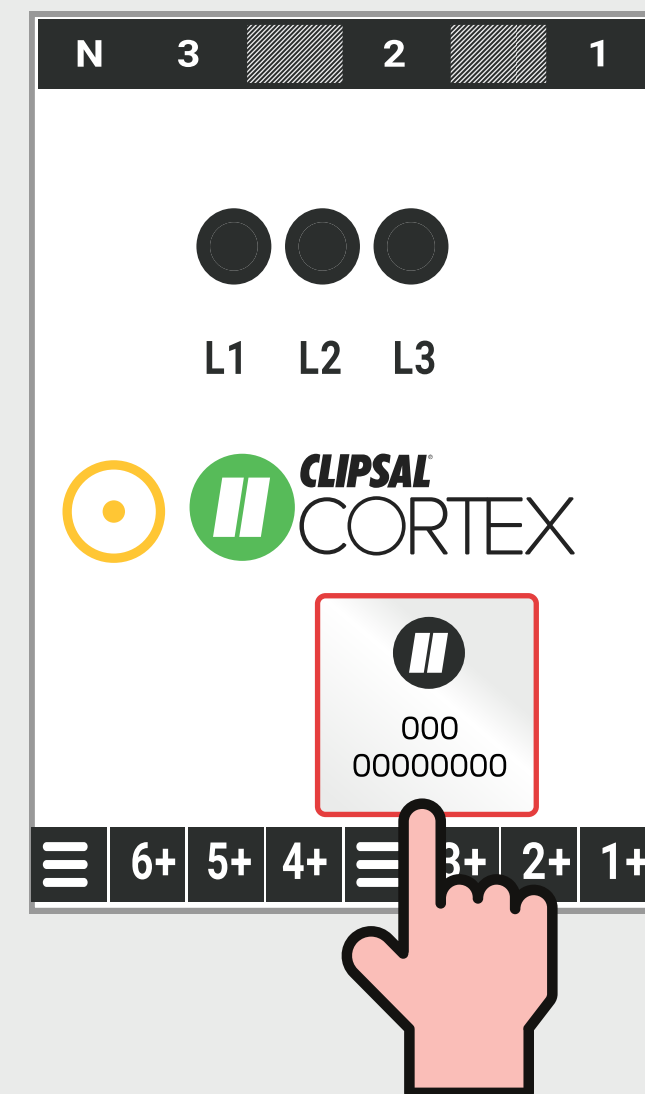 N 3 2 1
L1 L2 L3
CLIPSAL®
CORTEX
000
00000000
6+ 5+ 4+ 3+ 2+ 1+